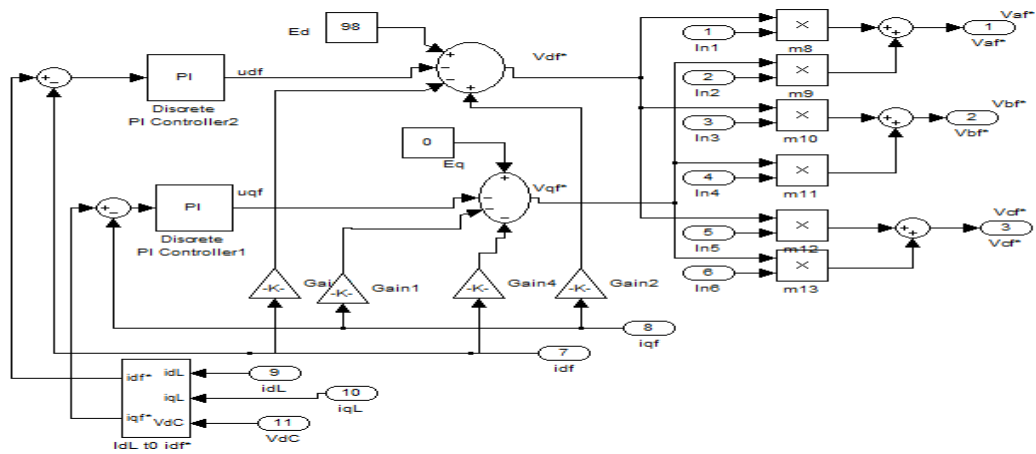 Ed
98
Vdf*
PI
udf
Discrete
PI Controller2
0
Eq
Vqf*
PI
uqf
Discrete
PI Controller1
-K-
Gai
-K-
Gain1
-K-
Gain4
-K-
Gain2
8
iqf
7
idf
idf*
iqf*
idL
iqL
VdC
IdL t0 idf*
9
idL
10
iqL
11
VdC
1
In1
m8
2
In2
m9
3
In3
m10
4
In4
m11
5
In5
m12
6
In6
m13
Vaf*
1
Vaf*
Vbf*
2
Vbf*
Vcf*
3
Vcf*